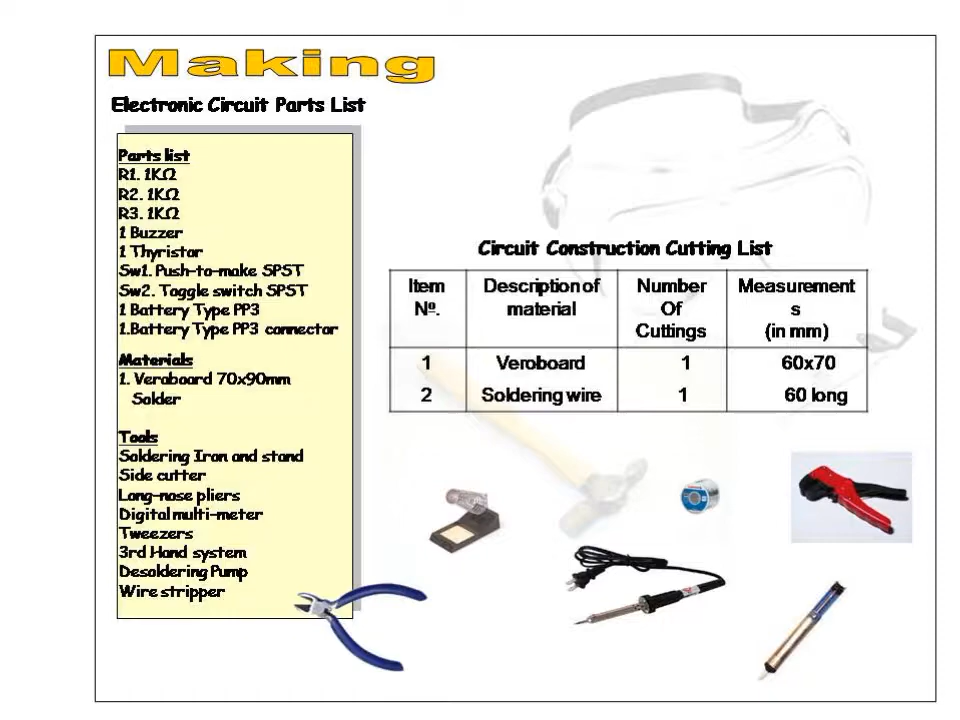 Making
Electronic Circuit Parts List
Parts list
R1. 1KΩ
R2. 1KΩ
R3. 1KΩ
1 Buzzer
1 Thyristor
Sw1. Push-to-make SPST
Sw2. Toggle switch SPST
1 Battery Type PP3
1.Battery Type PP3 connector
Materials
1. Veroboard 70x90mm
Solder
Tools
Soldering Iron and stand
Side cutter
Long-nose pliers
Digital multi-meter
Tweezers
3rd Hand system
Desoldering Pump
Wire stripper
Circuit Construction Cutting List
Item Description of Number Measurement
Nº. material Of s
Cuttings (in mm)
1 Veroboard 1 60x70
2 Soldering wire 1 60 long